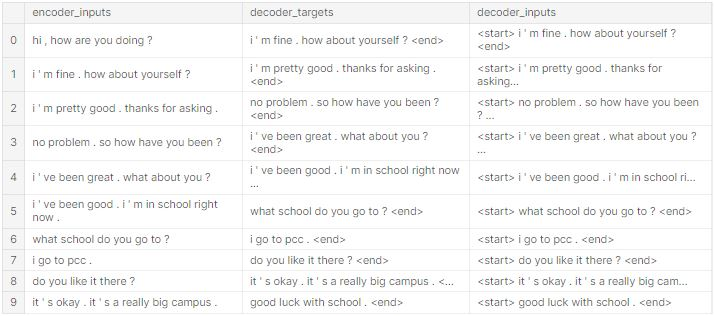 encoder_inputs decoder_targets decoder_inputs
0 hi , how are you doing ? i ' m fine . how about yourself ? <end> <start> i ' m fine . how about yourself ?
<end>
1 i ' m fine . how about yourself ? i ' m pretty good . thanks for asking . <start> i ' m pretty good . thanks for
<end> asking...
2 i ' m pretty good . thanks for asking . no problem . so how have you been ? <start> no problem . so how have you been
<end> ? ...
3 no problem . so how have you been ? i ' ve been great . what about you ? <start> i ' ve been great . what about you ?
<end> ...
4 i ' ve been great . what about you ? i ' ve been good . i ' m in school right now <start> i ' ve been good . i ' m in school ri...
...
5 i ' ve been good . i ' m in school right what school do you go to ? <end> <start> what school do you go to ? <end>
now .
6 what school do you go to ? i go to pcc . <end> <start> i go to pcc . <end>
7 i go to pcc . do you like it there ? <end> <start> do you like it there ? <end>
8 do you like it there ? it ' s okay . it ' s a really big campus . <... <start> it ' s okay . it ' s a really big cam...
9 it ' s okay . it ' s a really big campus . good luck with school . <end> <start> good luck with school . <end>